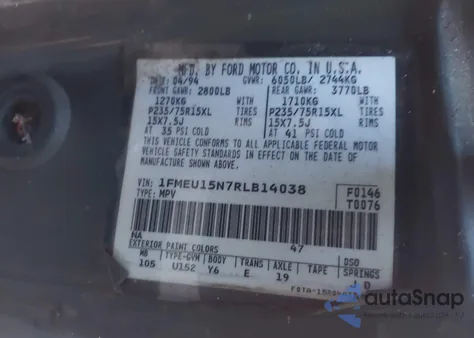 MFD. BY FORD MOTOR CO. IN U.S.A.
DATE: 04/94 GVWR: 6050LB/ 2744KG
FRONT GAWR: 2800LB REAR GAWR: 3770LB
1270KG WITH 1710KG WITH
P235/75R15XL TIRES P235/75R15XL TIRES
15X7.5J RIMS 15X7.5J RIMS
AT 35 PSI COLD AT 41 PSI COLD
THIS VEHICLE CONFORMS TO ALL APPLICABLE FEDERAL MOTOR
VEHICLE SAFETY STANDARDS IN EFFECT ON THE DATE OF
MANUFACTURE SHOWN ABOVE.
VIN: 1FMEU15N7RLB14038 F0146
TYPE: MPV T0076
NA 47
EXTERIOR PAINT COLORS DSO
WB TYPE-GVW BODY TRANS AXLE TAPE SPRINGS
105 U152 Y6 E 19 J D
autoSnap